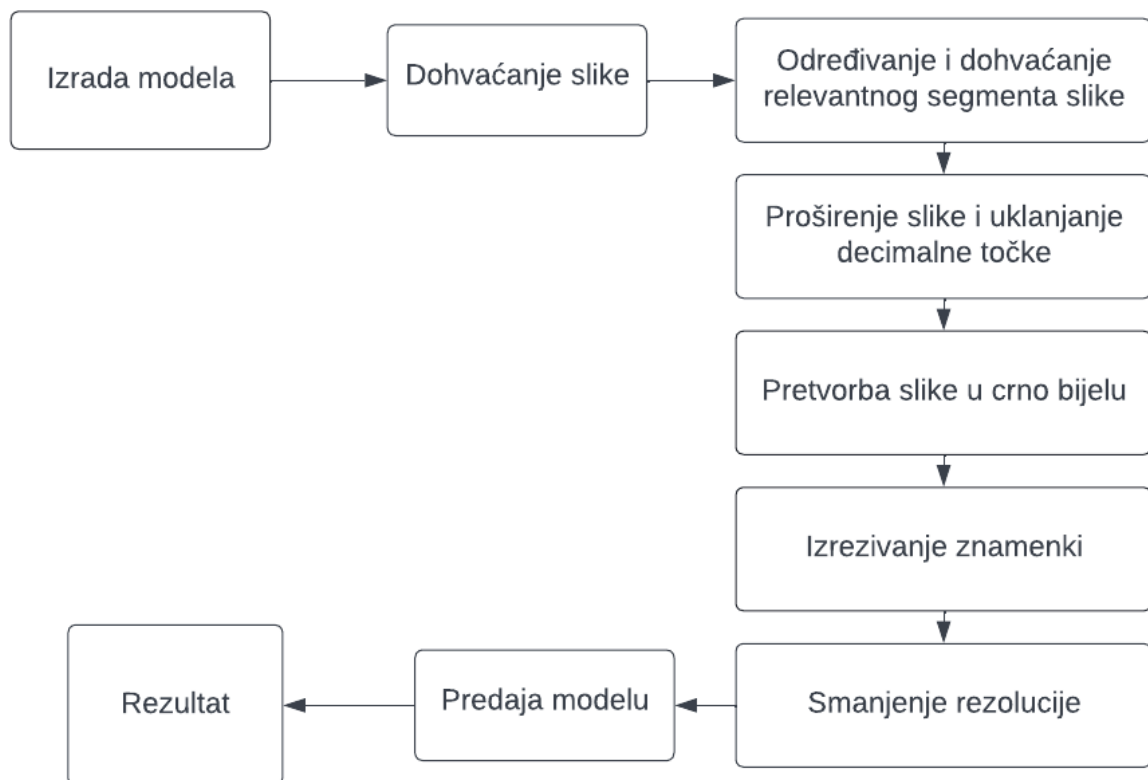 Izrada modela
Dohvaćanje slike
Određivanje i dohvaćanje
relevantnog segmenta slike
Proširenje slike i uklanjanje
decimalne točke
Pretvorba slike u crno bijelu
Izrezivanje znamenki
Smanjenje rezolucije
Predaja modelu
Rezultat